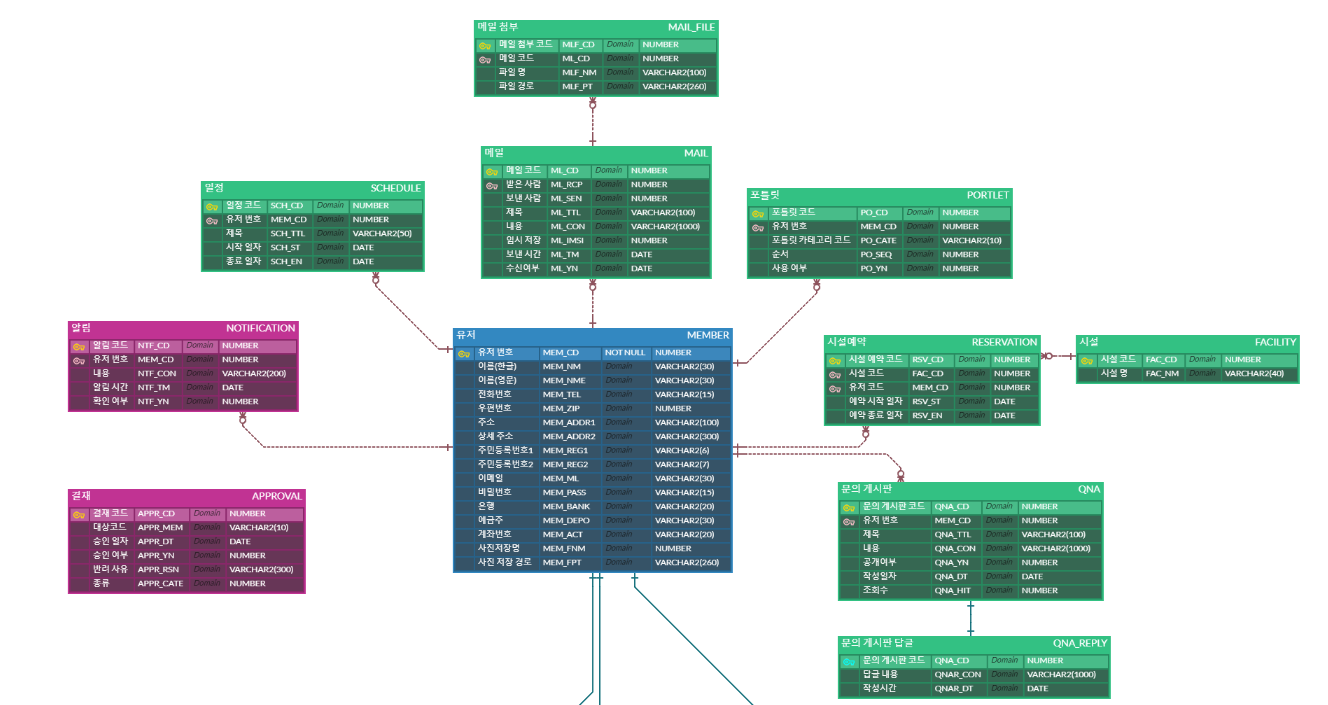 메일 첨부 MAIL_FILE
메일 첨부 코드 MLF_CD Domain NUMBER
메일 코드 ML_CD Domain NUMBER
파일 명 MLF_NM Domain VARCHAR2(100)
파일 경로 MLF_PT Domain VARCHAR2(260)
메일 MAIL
메일 코드 ML_CD Domain NUMBER
받은 사람 ML_RCP Domain NUMBER
보낸 사람 ML_SEN Domain NUMBER
제목 ML_TTL Domain VARCHAR2(100)
내용 ML_CON Domain VARCHAR2(1000)
임시 저장 ML_IMSI Domain NUMBER
보낸 시간 ML_TM Domain DATE
수신여부 ML_YN Domain DATE
일정 SCHEDULE
일정 코드 SCH_CD Domain NUMBER
유저 번호 MEM_CD Domain NUMBER
제목 SCH_TTL Domain VARCHAR2(50)
시작 일자 SCH_ST Domain DATE
종료 일자 SCH_EN Domain DATE
포틀릿 PORTLET
포틀릿 코드 PO_CD Domain NUMBER
유저 번호 MEM_CD Domain NUMBER
포틀릿 카테고리 코드 PO_CATE Domain VARCHAR2(10)
순서 PO_SEQ Domain NUMBER
사용 여부 PO_YN Domain NUMBER
알림 NOTIFICATION
알림 코드 NTF_CD Domain NUMBER
유저 번호 MEM_CD Domain NUMBER
내용 NTF_CON Domain VARCHAR2(200)
알림 시간 NTF_TM Domain DATE
확인 여부 NTF_YN Domain NUMBER
유저 MEMBER
유저 번호 MEM_CD NOT NULL NUMBER
이름(한글) MEM_NM Domain VARCHAR2(30)
이름(영문) MEM_NME Domain VARCHAR2(30)
전화번호 MEM_TEL Domain VARCHAR2(15)
우편번호 MEM_ZIP Domain NUMBER
주소 MEM_ADDR1 Domain VARCHAR2(100)
상세 주소 MEM_ADDR2 Domain VARCHAR2(300)
주민등록번호1 MEM_REG1 Domain VARCHAR2(6)
주민등록번호2 MEM_REG2 Domain VARCHAR2(7)
이메일 MEM_ML Domain VARCHAR2(30)
비밀번호 MEM_PASS Domain VARCHAR2(15)
은행 MEM_BANK Domain VARCHAR2(20)
예금주 MEM_DEPO Domain VARCHAR2(30)
계좌번호 MEM_ACT Domain VARCHAR2(20)
사진저장명 MEM_FNM Domain NUMBER
사진 저장 경로 MEM_FPT Domain VARCHAR2(260)
시설예약 RESERVATION
시설 예약 코드 RSV_CD Domain NUMBER
시설 코드 FAC_CD Domain NUMBER
유저 코드 MEM_CD Domain NUMBER
예약 시작 일자 RSV_ST Domain DATE
예약 종료 일자 RSV_EN Domain DATE
시설 FACILITY
시설 코드 FAC_CD Domain NUMBER
시설 명 FAC_NM Domain VARCHAR2(40)
결재 APPROVAL
결재 코드 APPR_CD Domain NUMBER
대상코드 APPR_MEM Domain VARCHAR2(10)
승인 일자 APPR_DT Domain DATE
승인 여부 APPR_YN Domain NUMBER
반려 사유 APPR_RSN Domain VARCHAR2(300)
종류 APPR_CATE Domain NUMBER
문의 게시판 QNA
문의 게시판 코드 QNA_CD Domain NUMBER
유저 번호 MEM_CD Domain NUMBER
제목 QNA_TTL Domain VARCHAR2(100)
내용 QNA_CON Domain VARCHAR2(1000)
공개여부 QNA_YN Domain NUMBER
작성일자 QNA_DT Domain DATE
조회수 QNA_HIT Domain NUMBER
문의 게시판 답글 QNA_REPLY
문의 게시판 코드 QNA_CD Domain NUMBER
답글 내용 QNAR_CON Domain VARCHAR2(1000)
작성시간 QNAR_DT Domain DATE